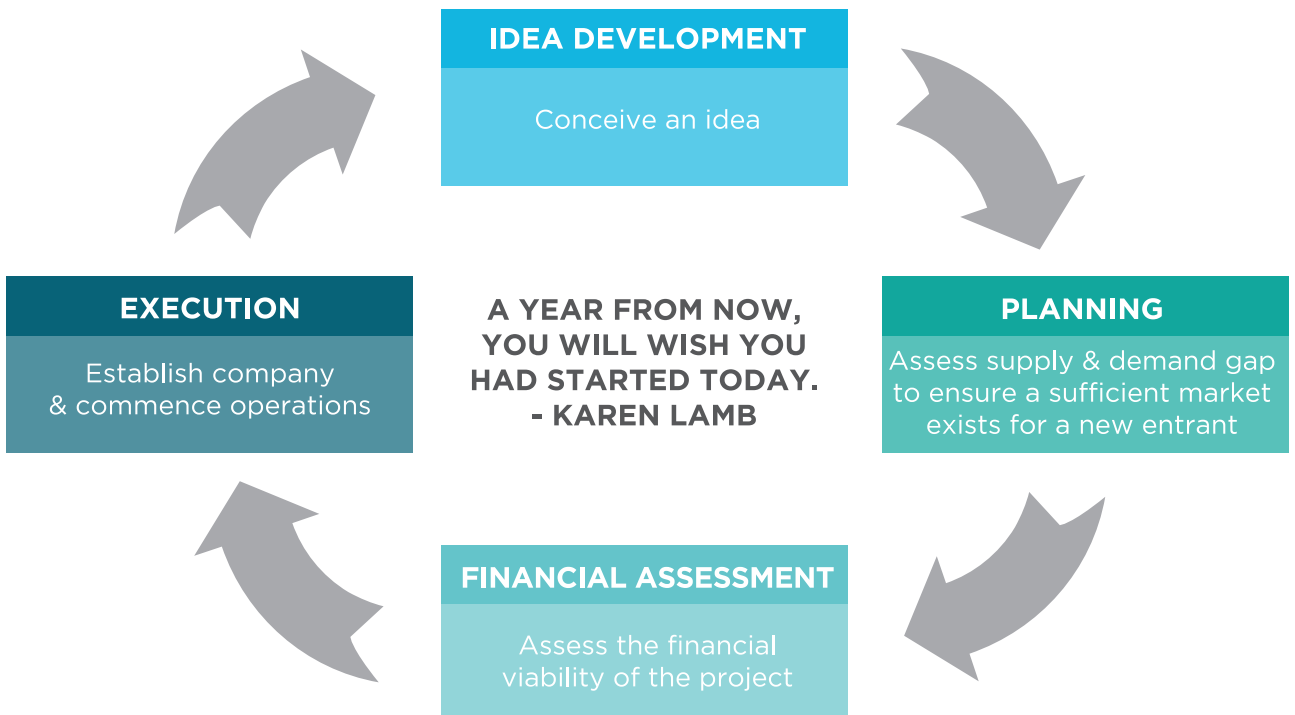 IDEA DEVELOPMENT
Conceive an idea
EXECUTION
Establish company
& commence operations
A YEAR FROM NOW,
YOU WILL WISH YOU
HAD STARTED TODAY.
- KAREN LAMB
PLANNING
Assess supply & demand gap
to ensure a sufficient market
exists for a new entrant
FINANCIAL ASSESSMENT
Assess the financial
viability of the project